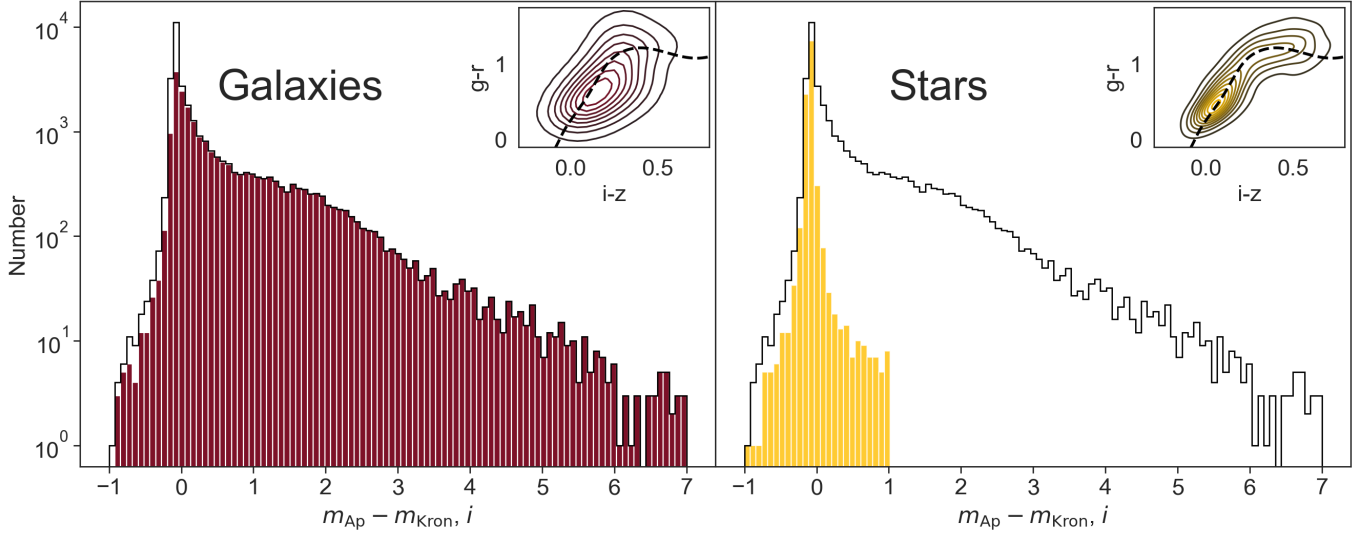 Galaxies
Number
10^4
10^3
10^2
10^1
10^0
−1 0 1 2 3 4 5 6 7
m_Ap − m_Kron, i
g-r
1
0
0.0 0.5
i-z
Stars
−1 0 1 2 3 4 5 6 7
m_Ap − m_Kron, i
g-r
1
0
0.0 0.5
i-z